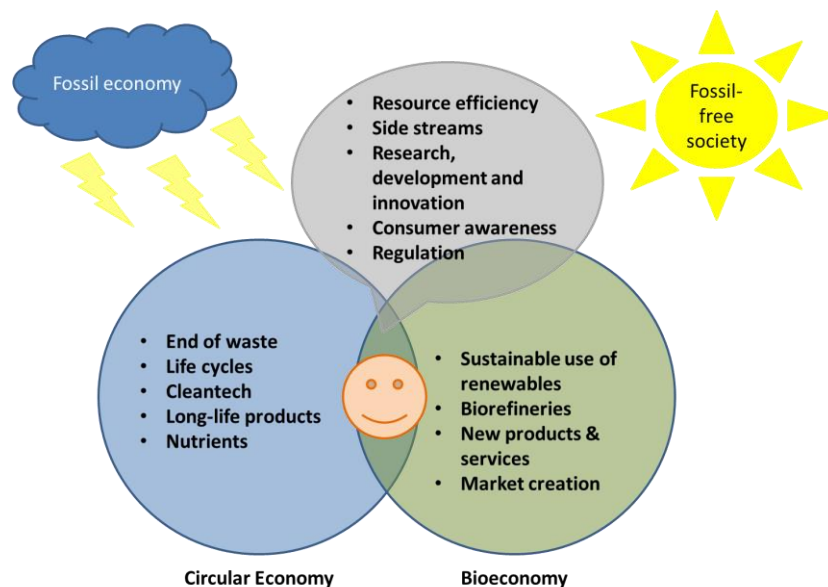 Fossil economy
Fossil-
free
society
• Resource efficiency
• Side streams
• Research,
development and
innovation
• Consumer awareness
• Regulation
• End of waste
• Life cycles
• Cleantech
• Long-life products
• Nutrients
• Sustainable use of
renewables
• Biorefineries
• New products &
services
• Market creation
Circular Economy
Bioeconomy